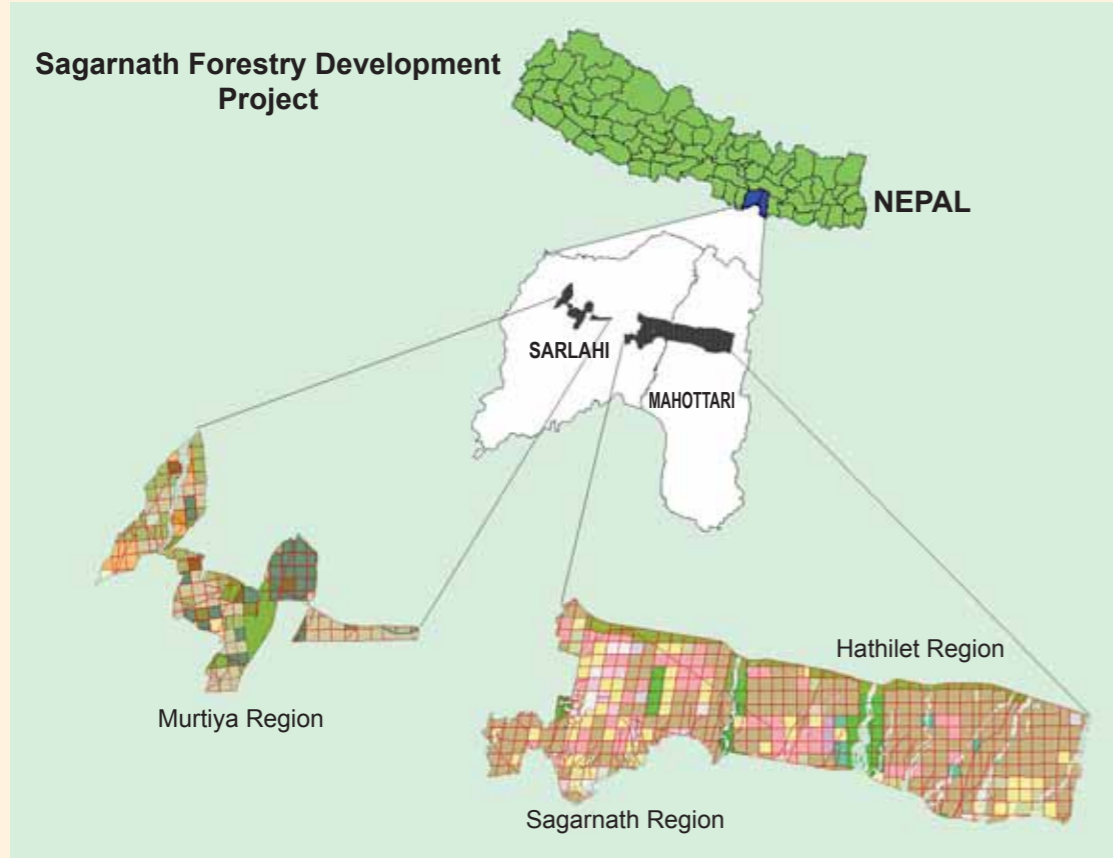 Sagarnath Forestry Development
Project
NEPAL
SARLAHI
MAHOTTARI
Hathilet Region
Murtiya Region
Sagarnath Region